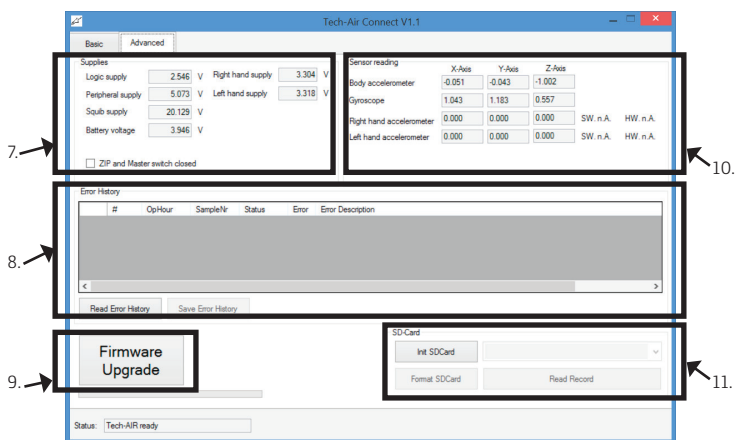 Tech-Air Connect V1.1
Basic Advanced
Supplies
Logic supply 2.546 V Right hand supply 3.304 V
Peripheral supply 5.073 V Left hand supply 3.318 V
Squib supply 20.129 V
Battery voltage 3.946 V
ZIP and Master switch closed
7.
Sensor reading
X-Axis Y-Axis Z-Axis
Body accelerometer -0.051 -0.043 -1.002
Gyroscope 1.043 1.183 0.557
Right hand accelerometer 0.000 0.000 0.000 SW. n.A. HW. n.A.
Left hand accelerometer 0.000 0.000 0.000 SW. n.A. HW. n.A.
10.
Error History
# OpHour SampleNr Status Error Error Description
8.
Read Error History Save Error History
Firmware
Upgrade
9.
SD-Card
Init SDCard
Format SDCard Read Record
11.
Status: Tech-AIR ready